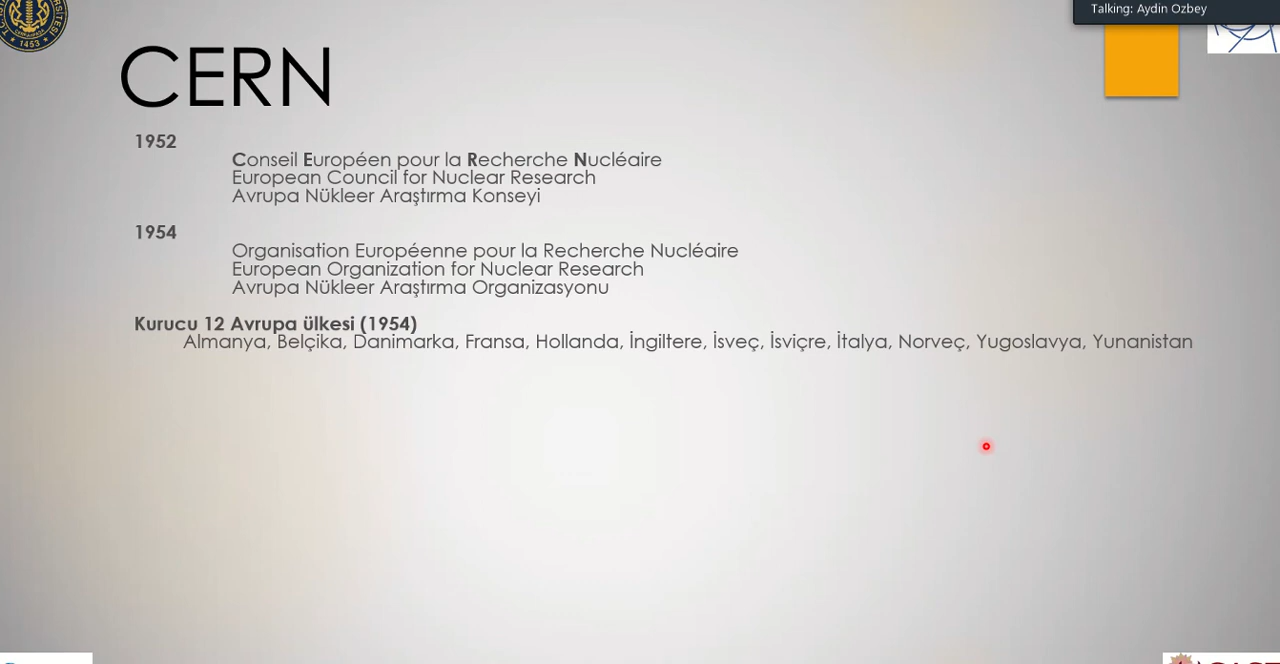 Talking: Aydin Ozbey
1453
CERN
1952
Conseil Européen pour la Recherche Nucléaire
European Council for Nuclear Research
Avrupa Nükleer Araştırma Konseyi
1954
Organisation Européenne pour la Recherche Nucléaire
European Organization for Nuclear Research
Avrupa Nükleer Araştırma Organizasyonu
Kurucu 12 Avrupa ülkesi (1954)
Almanya, Belçika, Danimarka, Fransa, Hollanda, İngiltere, İsveç, İsviçre, İtalya, Norveç, Yugoslavya, Yunanistan